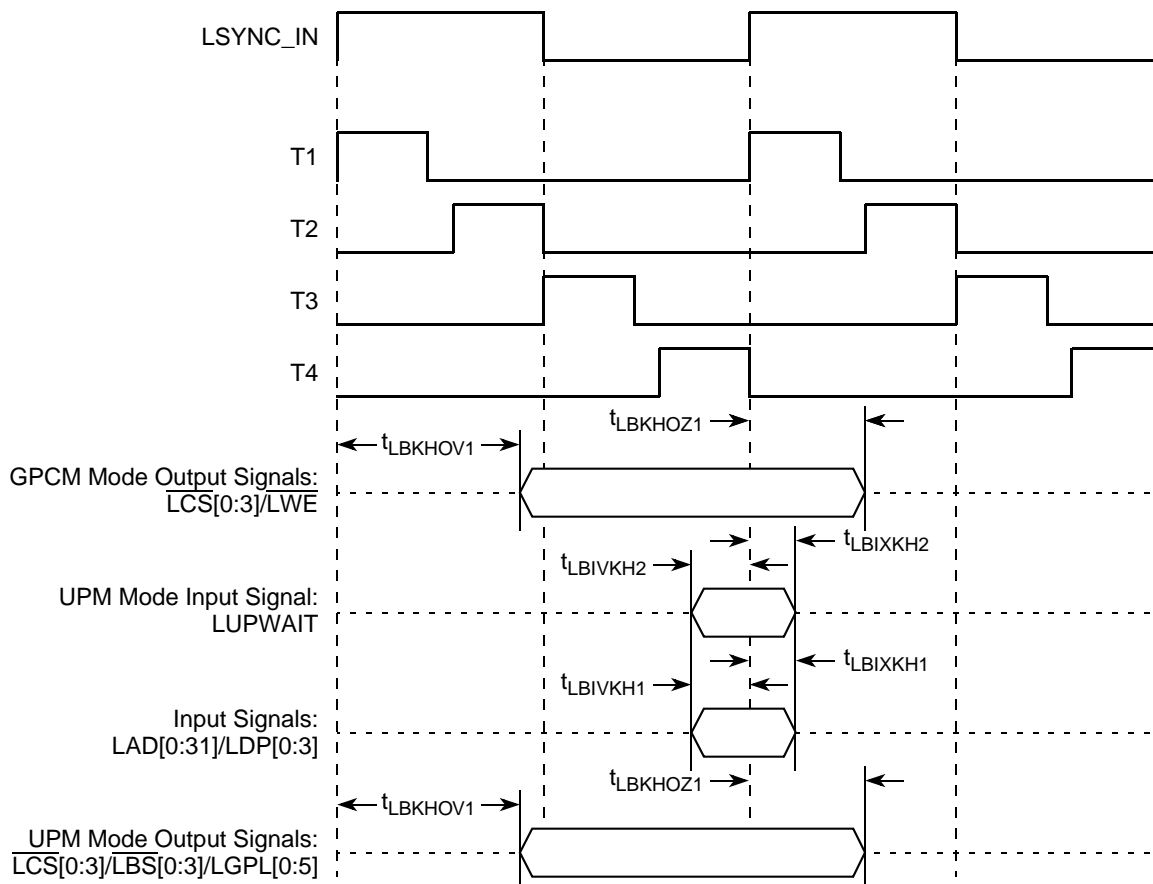 LSYNC_IN
T1
T2
T3
T4
tLBKHOZ1
tLBKHOV1
GPCM Mode Output Signals:
LCS[0:3]/LWE
tLBIXKH2
tLBIVKH2
UPM Mode Input Signal:
LUPWAIT
tLBIXKH1
tLBIVKH1
Input Signals:
LAD[0:31]/LDP[0:3]
tLBKHOZ1
tLBKHOV1
UPM Mode Output Signals:
LCS[0:3]/LBS[0:3]/LGPL[0:5]